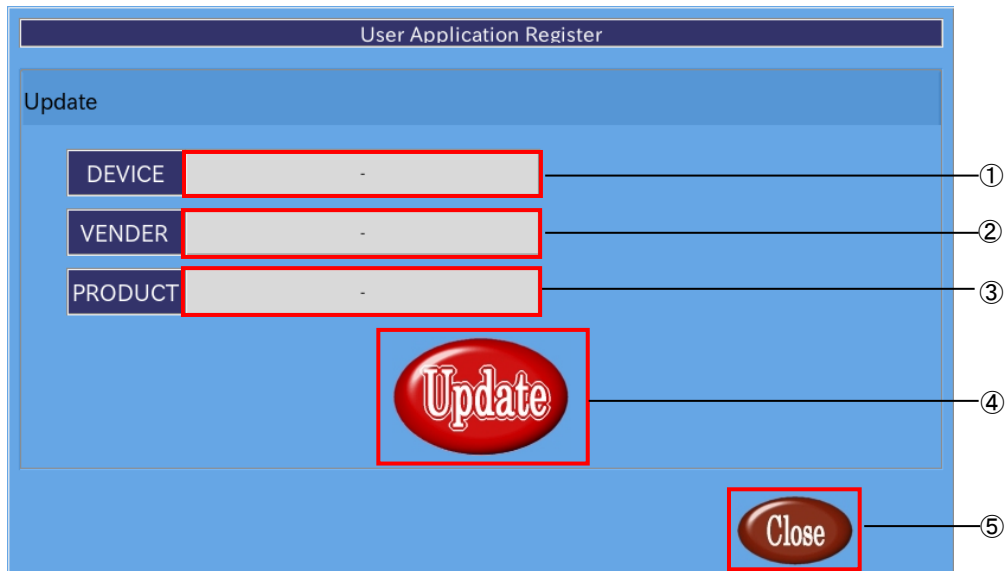 User Application Register
Update
DEVICE - ①
VENDER - ②
PRODUCT - ③
Update ④
Close ⑤